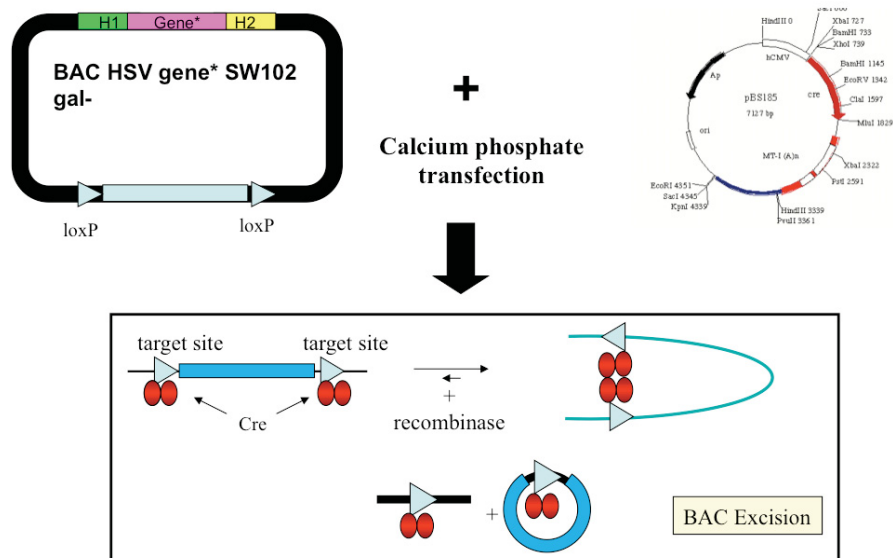 H1 Gene* H2
BAC HSV gene* SW102
gal-
loxP loxP
+
Calcium phosphate
transfection
HindIII 0
XbaI 727
BamHI 733
XhoI 739
hCMV
BamHI 1145
EcoRV 1342
cre
ClaI 1597
MluI 1829
Ap
pBS185
7127 bp
ori
MT-I (A)n
XbaI 2322
PstI 2591
EcoRI 4351
SacI 4345
KpnI 4339
HindIII 3339
PvuII 3361
target site target site
Cre
+
recombinase
+
BAC Excision